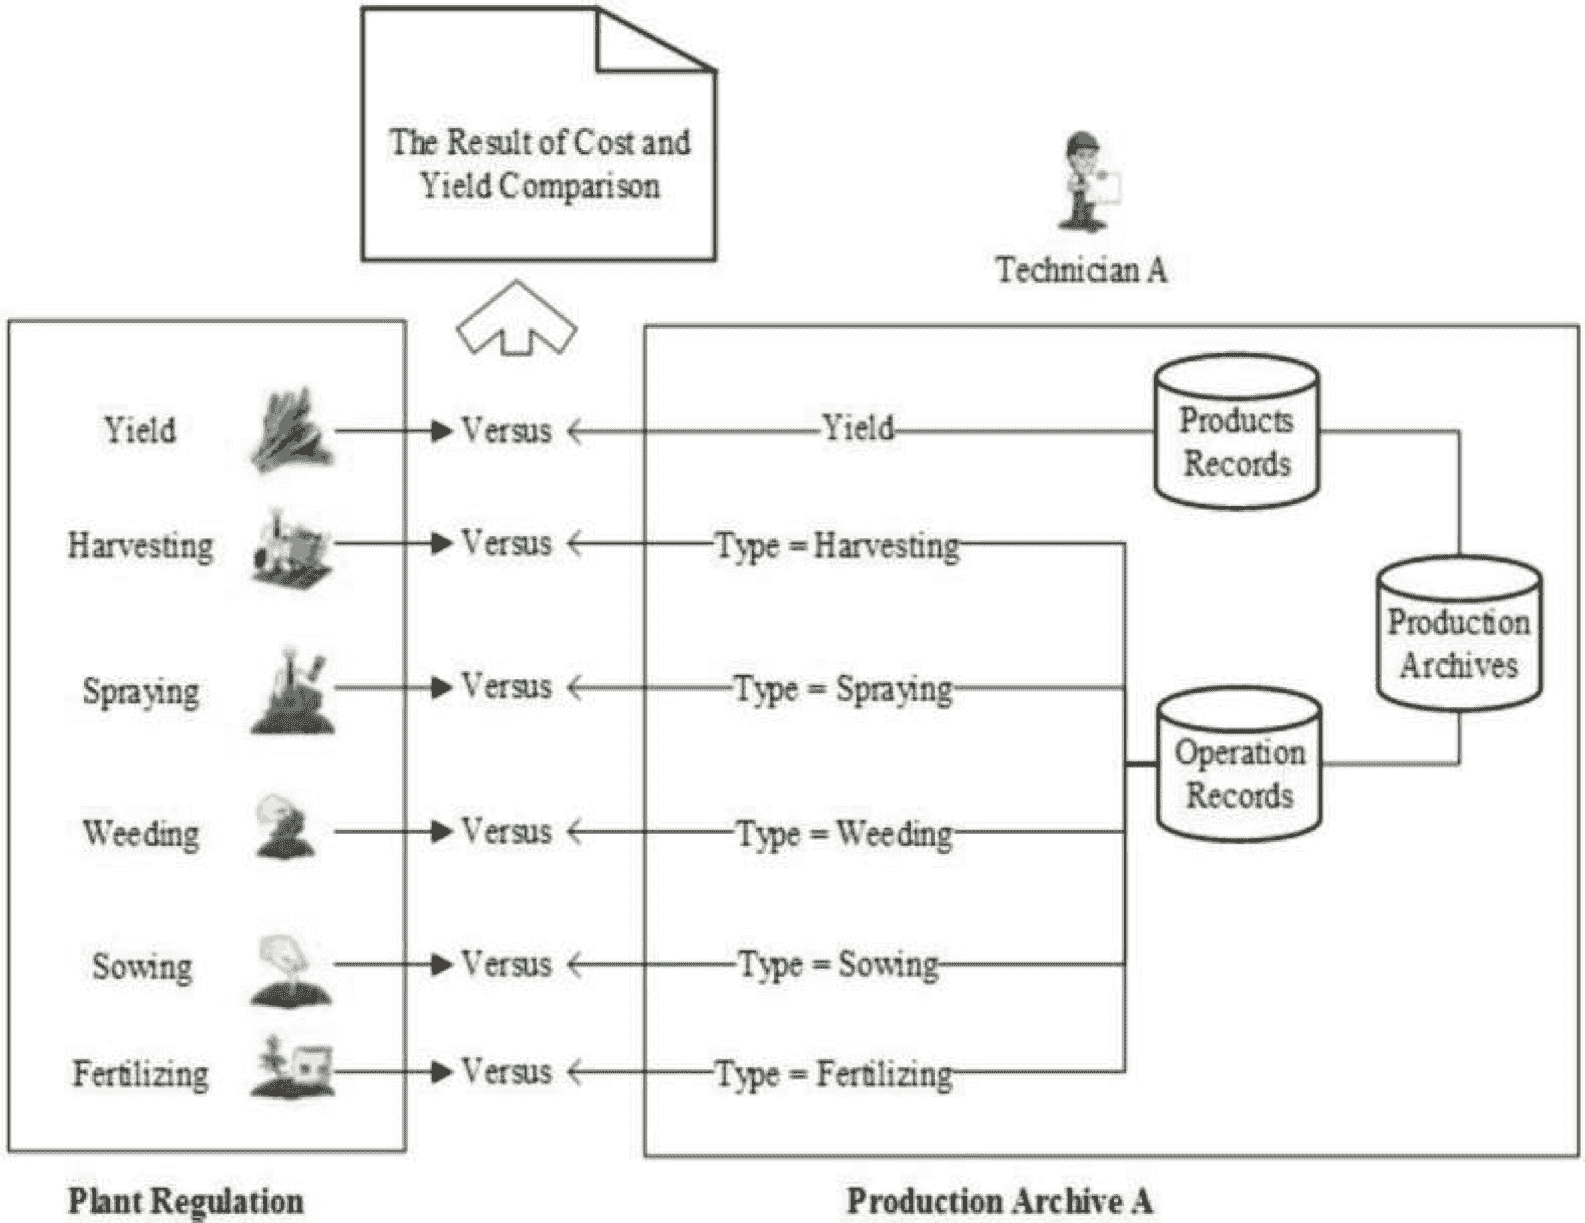 The Result of Cost and
Yield Comparison
Technician A
Yield
Versus
Yield
Products
Records
Harvesting
Versus
Type = Harvesting
Production
Archives
Spraying
Versus
Type = Spraying
Operation
Records
Weeding
Versus
Type = Weeding
Sowing
Versus
Type = Sowing
Fertilizing
Versus
Type = Fertilizing
Plant Regulation
Production Archive A